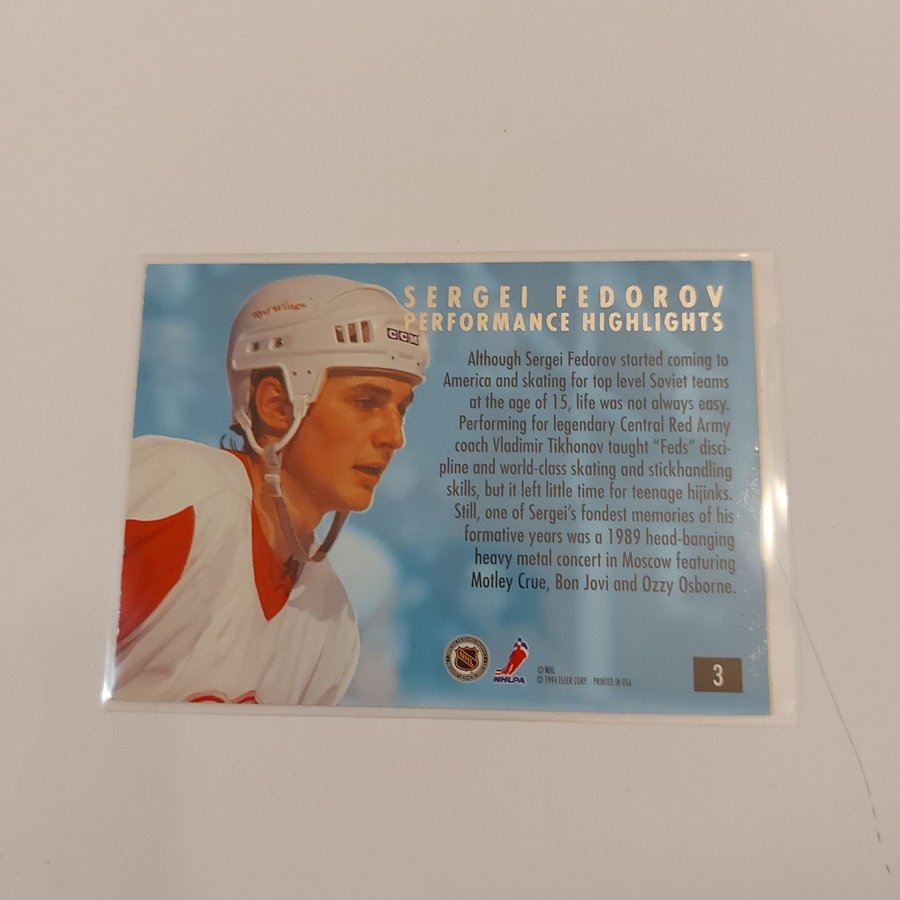 Red Wings
CCM
SERGEI FEDOROV
PERFORMANCE HIGHLIGHTS
Although Sergei Fedorov started coming to
America and skating for top level Soviet teams
at the age of 15, life was not always easy.
Performing for legendary Central Red Army
coach Vladimir Tikhonov taught "Feds" disci-
pline and world-class skating and stickhandling
skills, but it left little time for teenage hijinks.
Still, one of Sergei's fondest memories of his
formative years was a 1989 head-banging
heavy metal concert in Moscow featuring
Motley Crue, Bon Jovi and Ozzy Osborne.
NHL
NHLPA
© NHL
© 1994 FLEER CORP. PRINTED IN USA
3